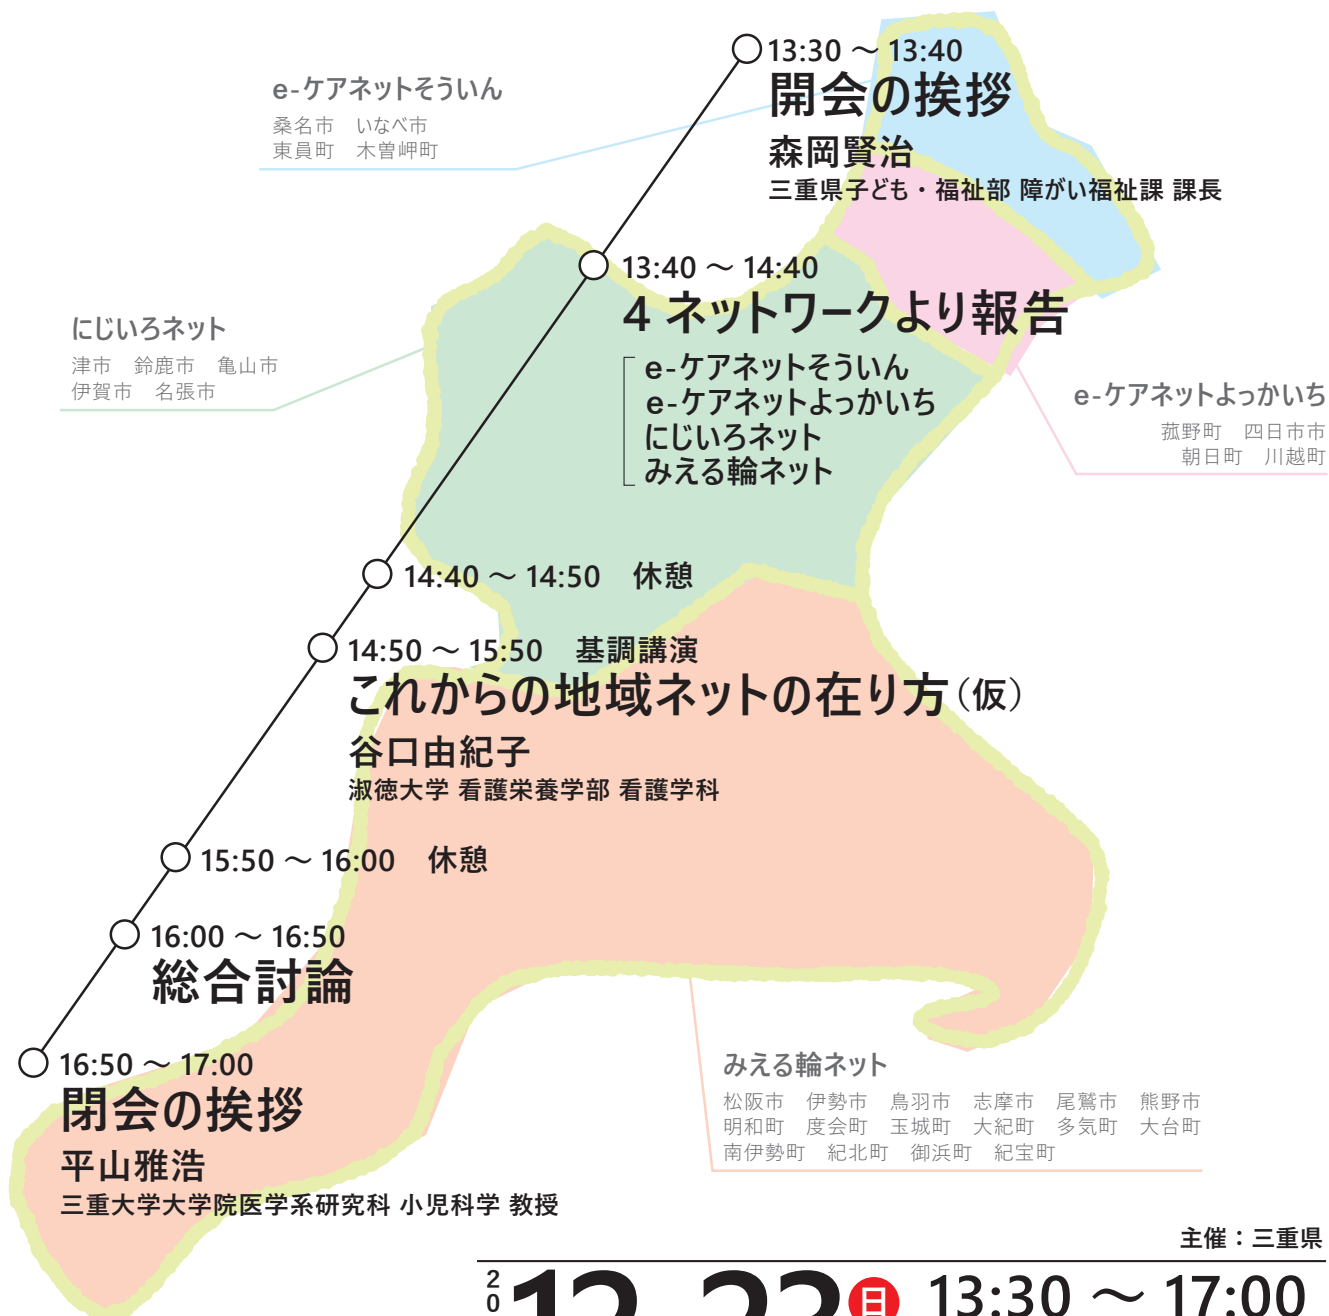 13:30 ～ 13:40
開会の挨拶
森岡賢治
三重県子ども・福祉部 障がい福祉課 課長
e-ケアネットそういん
桑名市　いなべ市
東員町　木曽岬町
13:40 ～ 14:40
4 ネットワークより報告
e-ケアネットそういん
e-ケアネットよっかいち
にじいろネット
みえる輪ネット
にじいろネット
津市　鈴鹿市　亀山市
伊賀市　名張市
e-ケアネットよっかいち
菰野町　四日市市
朝日町　川越町
14:40 ～ 14:50　休憩
14:50 ～ 15:50　基調講演
これからの地域ネットの在り方（仮）
谷口由紀子
淑徳大学 看護栄養学部 看護学科
15:50 ～ 16:00　休憩
16:00 ～ 16:50
総合討論
16:50 ～ 17:00
閉会の挨拶
平山雅浩
三重大学大学院医学系研究科 小児科学 教授
みえる輪ネット
松阪市　伊勢市　鳥羽市　志摩市　尾鷲市　熊野市
明和町　度会町　玉城町　大紀町　多気町　大台町
南伊勢町　紀北町　御浜町　紀宝町
主催：三重県
20 12 22 日 13:30 ～ 17:00